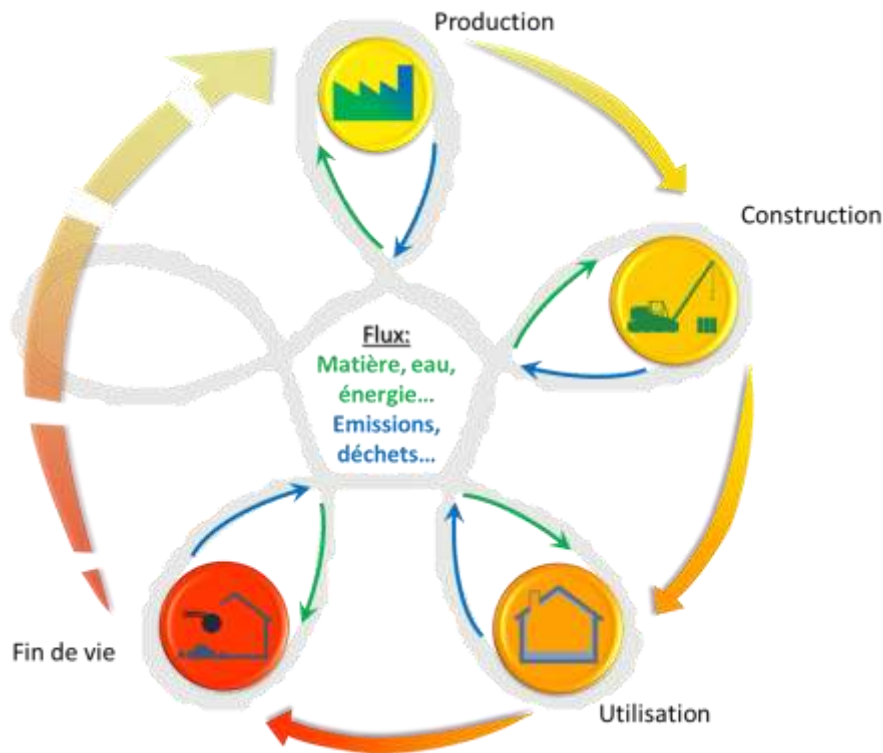 Production
Construction
Flux:
Matière, eau,
énergie...
Emissions,
déchets...
Fin de vie
Utilisation